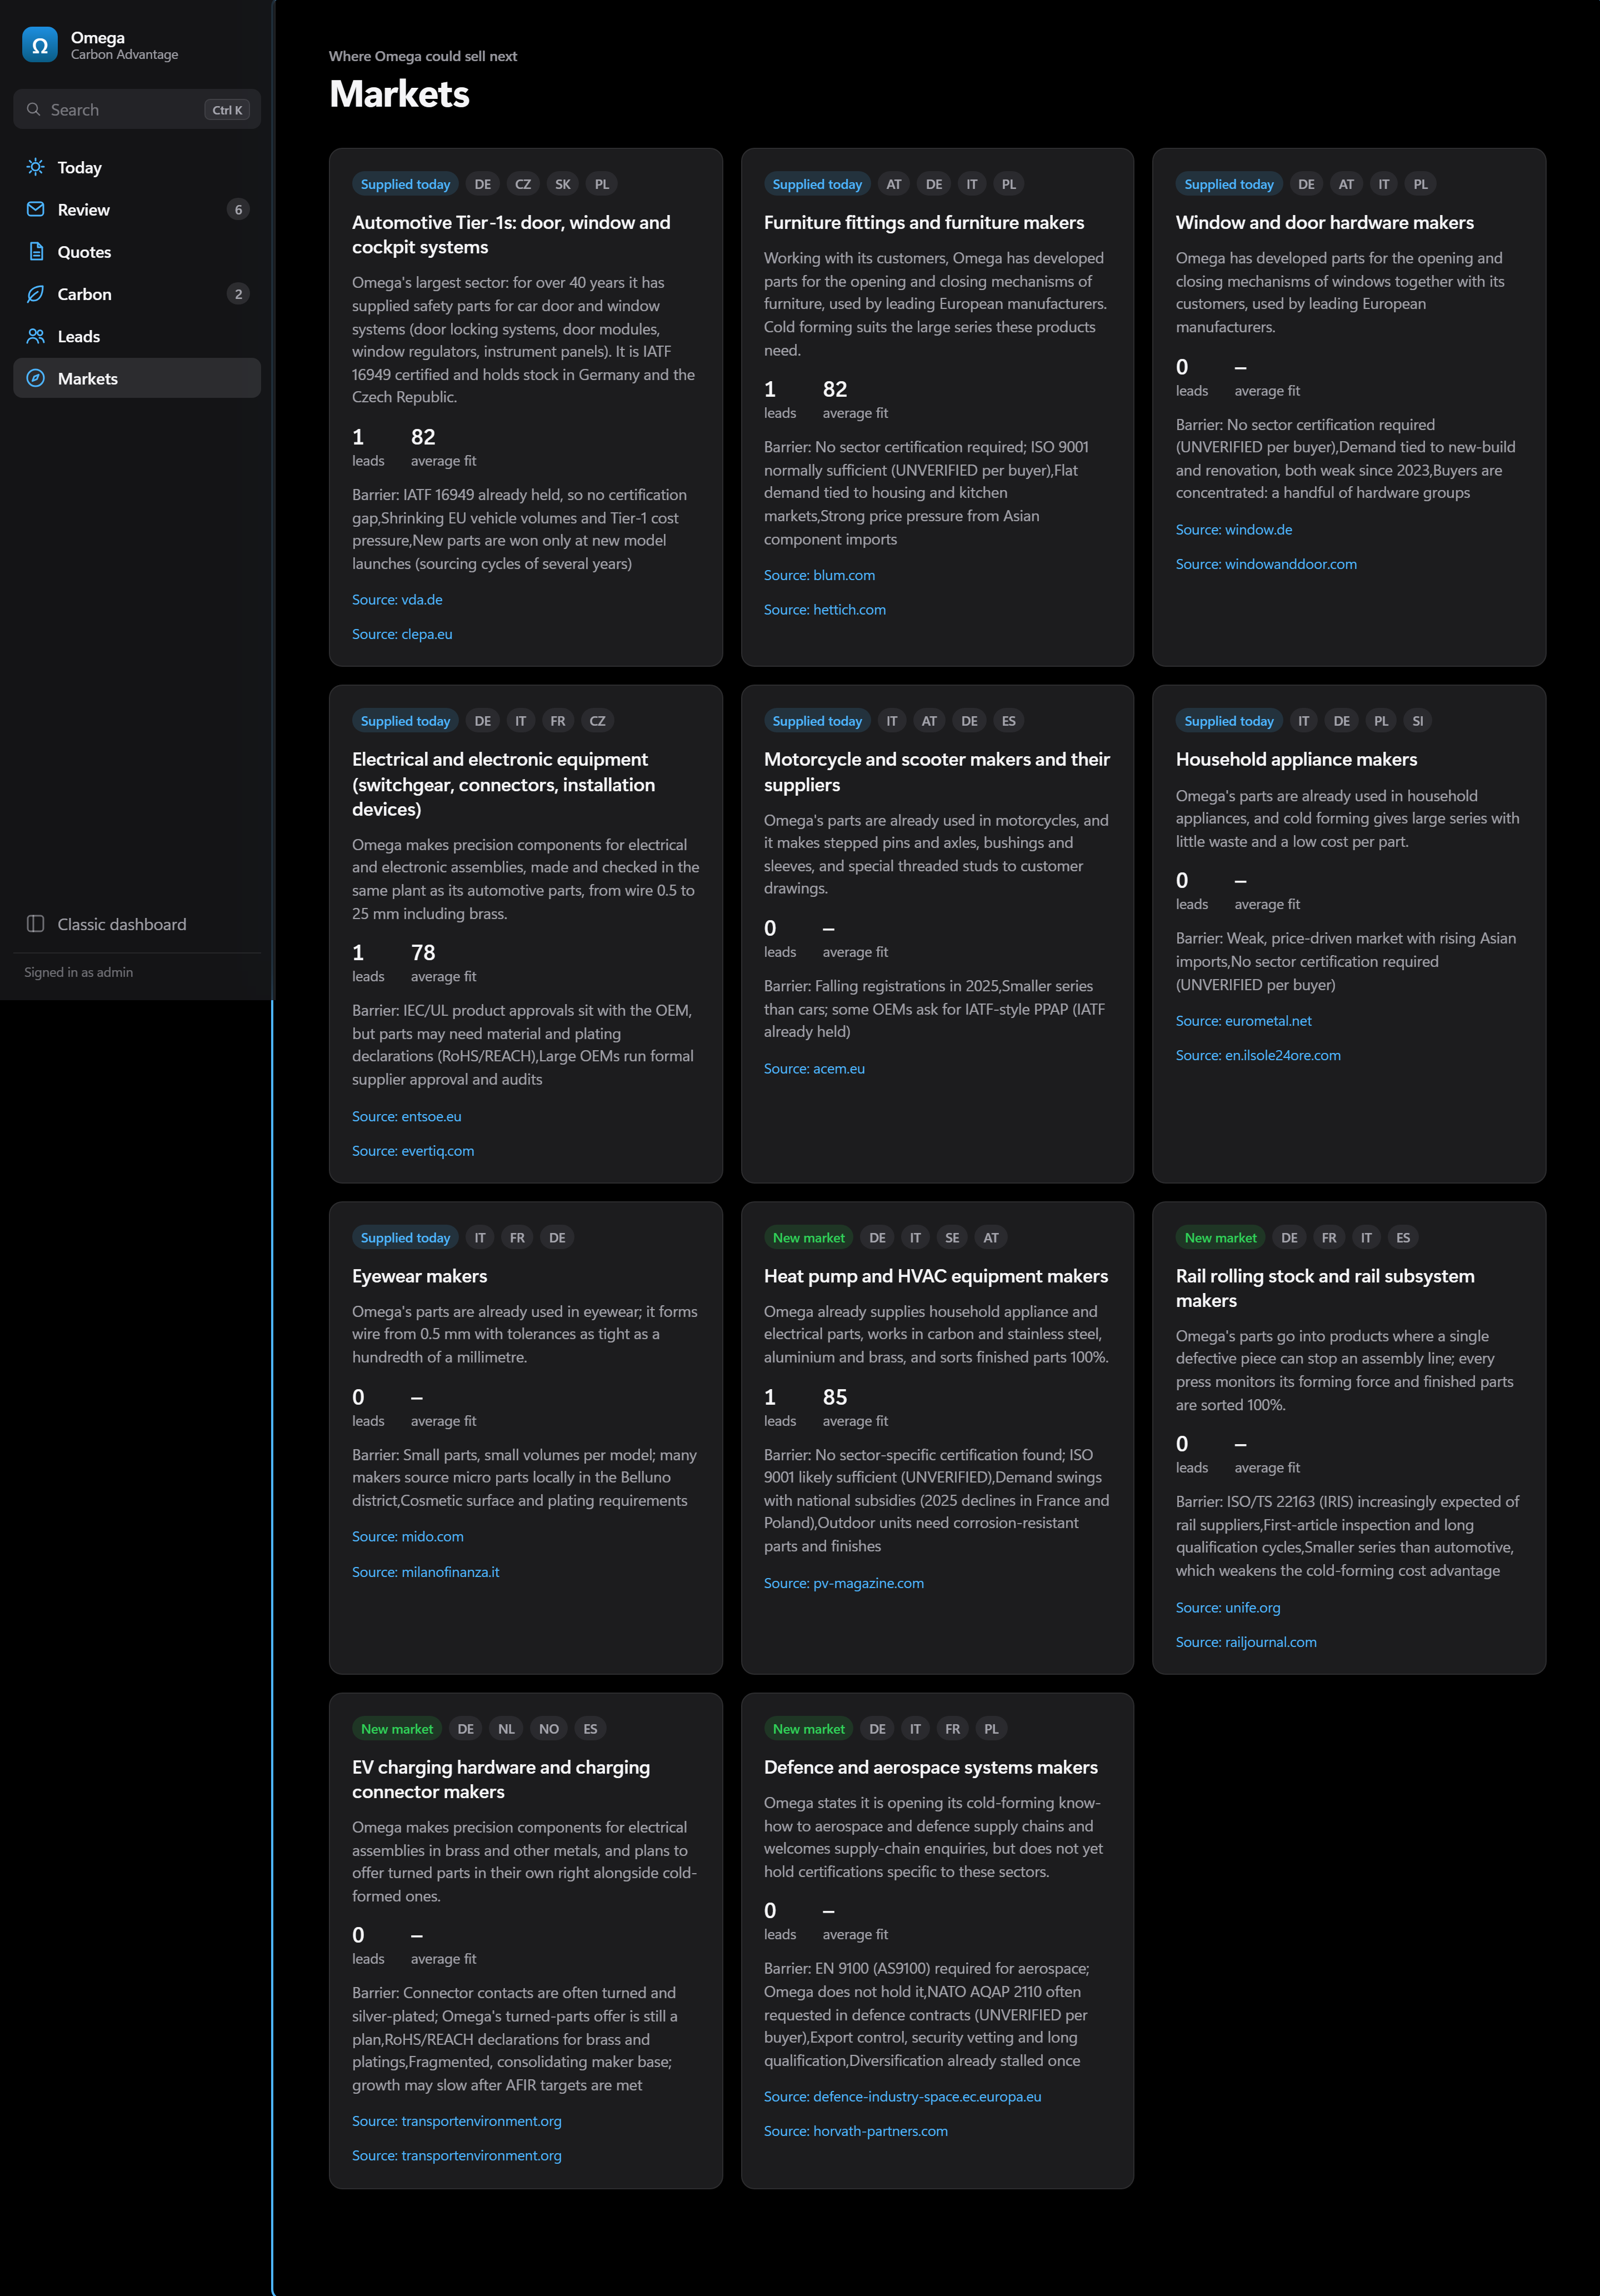 Ω
Omega
Carbon Advantage
Search
Ctrl K
Today
Review
6
Quotes
Carbon
2
Leads
Markets
Classic dashboard
Signed in as admin
Where Omega could sell next
Markets
Supplied today DE CZ SK PL
Automotive Tier-1s: door, window and
cockpit systems
Omega's largest sector: for over 40 years it has
supplied safety parts for car door and window
systems (door locking systems, door modules,
window regulators, instrument panels). It is IATF
16949 certified and holds stock in Germany and the
Czech Republic.
1 82
leads average fit
Barrier: IATF 16949 already held, so no certification
gap,Shrinking EU vehicle volumes and Tier-1 cost
pressure,New parts are won only at new model
launches (sourcing cycles of several years)
Source: vda.de
Source: clepa.eu
Supplied today AT DE IT PL
Furniture fittings and furniture makers
Working with its customers, Omega has developed
parts for the opening and closing mechanisms of
furniture, used by leading European manufacturers.
Cold forming suits the large series these products
need.
1 82
leads average fit
Barrier: No sector certification required; ISO 9001
normally sufficient (UNVERIFIED per buyer),Flat
demand tied to housing and kitchen
markets,Strong price pressure from Asian
component imports
Source: blum.com
Source: hettich.com
Supplied today DE AT IT PL
Window and door hardware makers
Omega has developed parts for the opening and
closing mechanisms of windows together with its
customers, used by leading European
manufacturers.
0 –
leads average fit
Barrier: No sector certification required
(UNVERIFIED per buyer),Demand tied to new-build
and renovation, both weak since 2023,Buyers are
concentrated: a handful of hardware groups
Source: window.de
Source: windowanddoor.com
Supplied today DE IT FR CZ
Electrical and electronic equipment
(switchgear, connectors, installation
devices)
Omega makes precision components for electrical
and electronic assemblies, made and checked in the
same plant as its automotive parts, from wire 0.5 to
25 mm including brass.
1 78
leads average fit
Barrier: IEC/UL product approvals sit with the OEM,
but parts may need material and plating
declarations (RoHS/REACH),Large OEMs run formal
supplier approval and audits
Source: entsoe.eu
Source: evertiq.com
Supplied today IT AT DE ES
Motorcycle and scooter makers and their
suppliers
Omega's parts are already used in motorcycles, and
it makes stepped pins and axles, bushings and
sleeves, and special threaded studs to customer
drawings.
0 –
leads average fit
Barrier: Falling registrations in 2025,Smaller series
than cars; some OEMs ask for IATF-style PPAP (IATF
already held)
Source: acem.eu
Supplied today IT DE PL SI
Household appliance makers
Omega's parts are already used in household
appliances, and cold forming gives large series with
little waste and a low cost per part.
0 –
leads average fit
Barrier: Weak, price-driven market with rising Asian
imports,No sector certification required
(UNVERIFIED per buyer)
Source: eurometal.net
Source: en.ilsole24ore.com
Supplied today IT FR DE
Eyewear makers
Omega's parts are already used in eyewear; it forms
wire from 0.5 mm with tolerances as tight as a
hundredth of a millimetre.
0 –
leads average fit
Barrier: Small parts, small volumes per model; many
makers source micro parts locally in the Belluno
district,Cosmetic surface and plating requirements
Source: mido.com
Source: milanofinanza.it
New market DE IT SE AT
Heat pump and HVAC equipment makers
Omega already supplies household appliance and
electrical parts, works in carbon and stainless steel,
aluminium and brass, and sorts finished parts 100%.
1 85
leads average fit
Barrier: No sector-specific certification found; ISO
9001 likely sufficient (UNVERIFIED),Demand swings
with national subsidies (2025 declines in France and
Poland),Outdoor units need corrosion-resistant
parts and finishes
Source: pv-magazine.com
New market DE FR IT ES
Rail rolling stock and rail subsystem
makers
Omega's parts go into products where a single
defective piece can stop an assembly line; every
press monitors its forming force and finished parts
are sorted 100%.
0 –
leads average fit
Barrier: ISO/TS 22163 (IRIS) increasingly expected of
rail suppliers,First-article inspection and long
qualification cycles,Smaller series than automotive,
which weakens the cold-forming cost advantage
Source: unife.org
Source: railjournal.com
New market DE NL NO ES
EV charging hardware and charging
connector makers
Omega makes precision components for electrical
assemblies in brass and other metals, and plans to
offer turned parts in their own right alongside cold-
formed ones.
0 –
leads average fit
Barrier: Connector contacts are often turned and
silver-plated; Omega's turned-parts offer is still a
plan,RoHS/REACH declarations for brass and
platings,Fragmented, consolidating maker base;
growth may slow after AFIR targets are met
Source: transportenvironment.org
Source: transportenvironment.org
New market DE IT FR PL
Defence and aerospace systems makers
Omega states it is opening its cold-forming know-
how to aerospace and defence supply chains and
welcomes supply-chain enquiries, but does not yet
hold certifications specific to these sectors.
0 –
leads average fit
Barrier: EN 9100 (AS9100) required for aerospace;
Omega does not hold it,NATO AQAP 2110 often
requested in defence contracts (UNVERIFIED per
buyer),Export control, security vetting and long
qualification,Diversification already stalled once
Source: defence-industry-space.ec.europa.eu
Source: horvath-partners.com